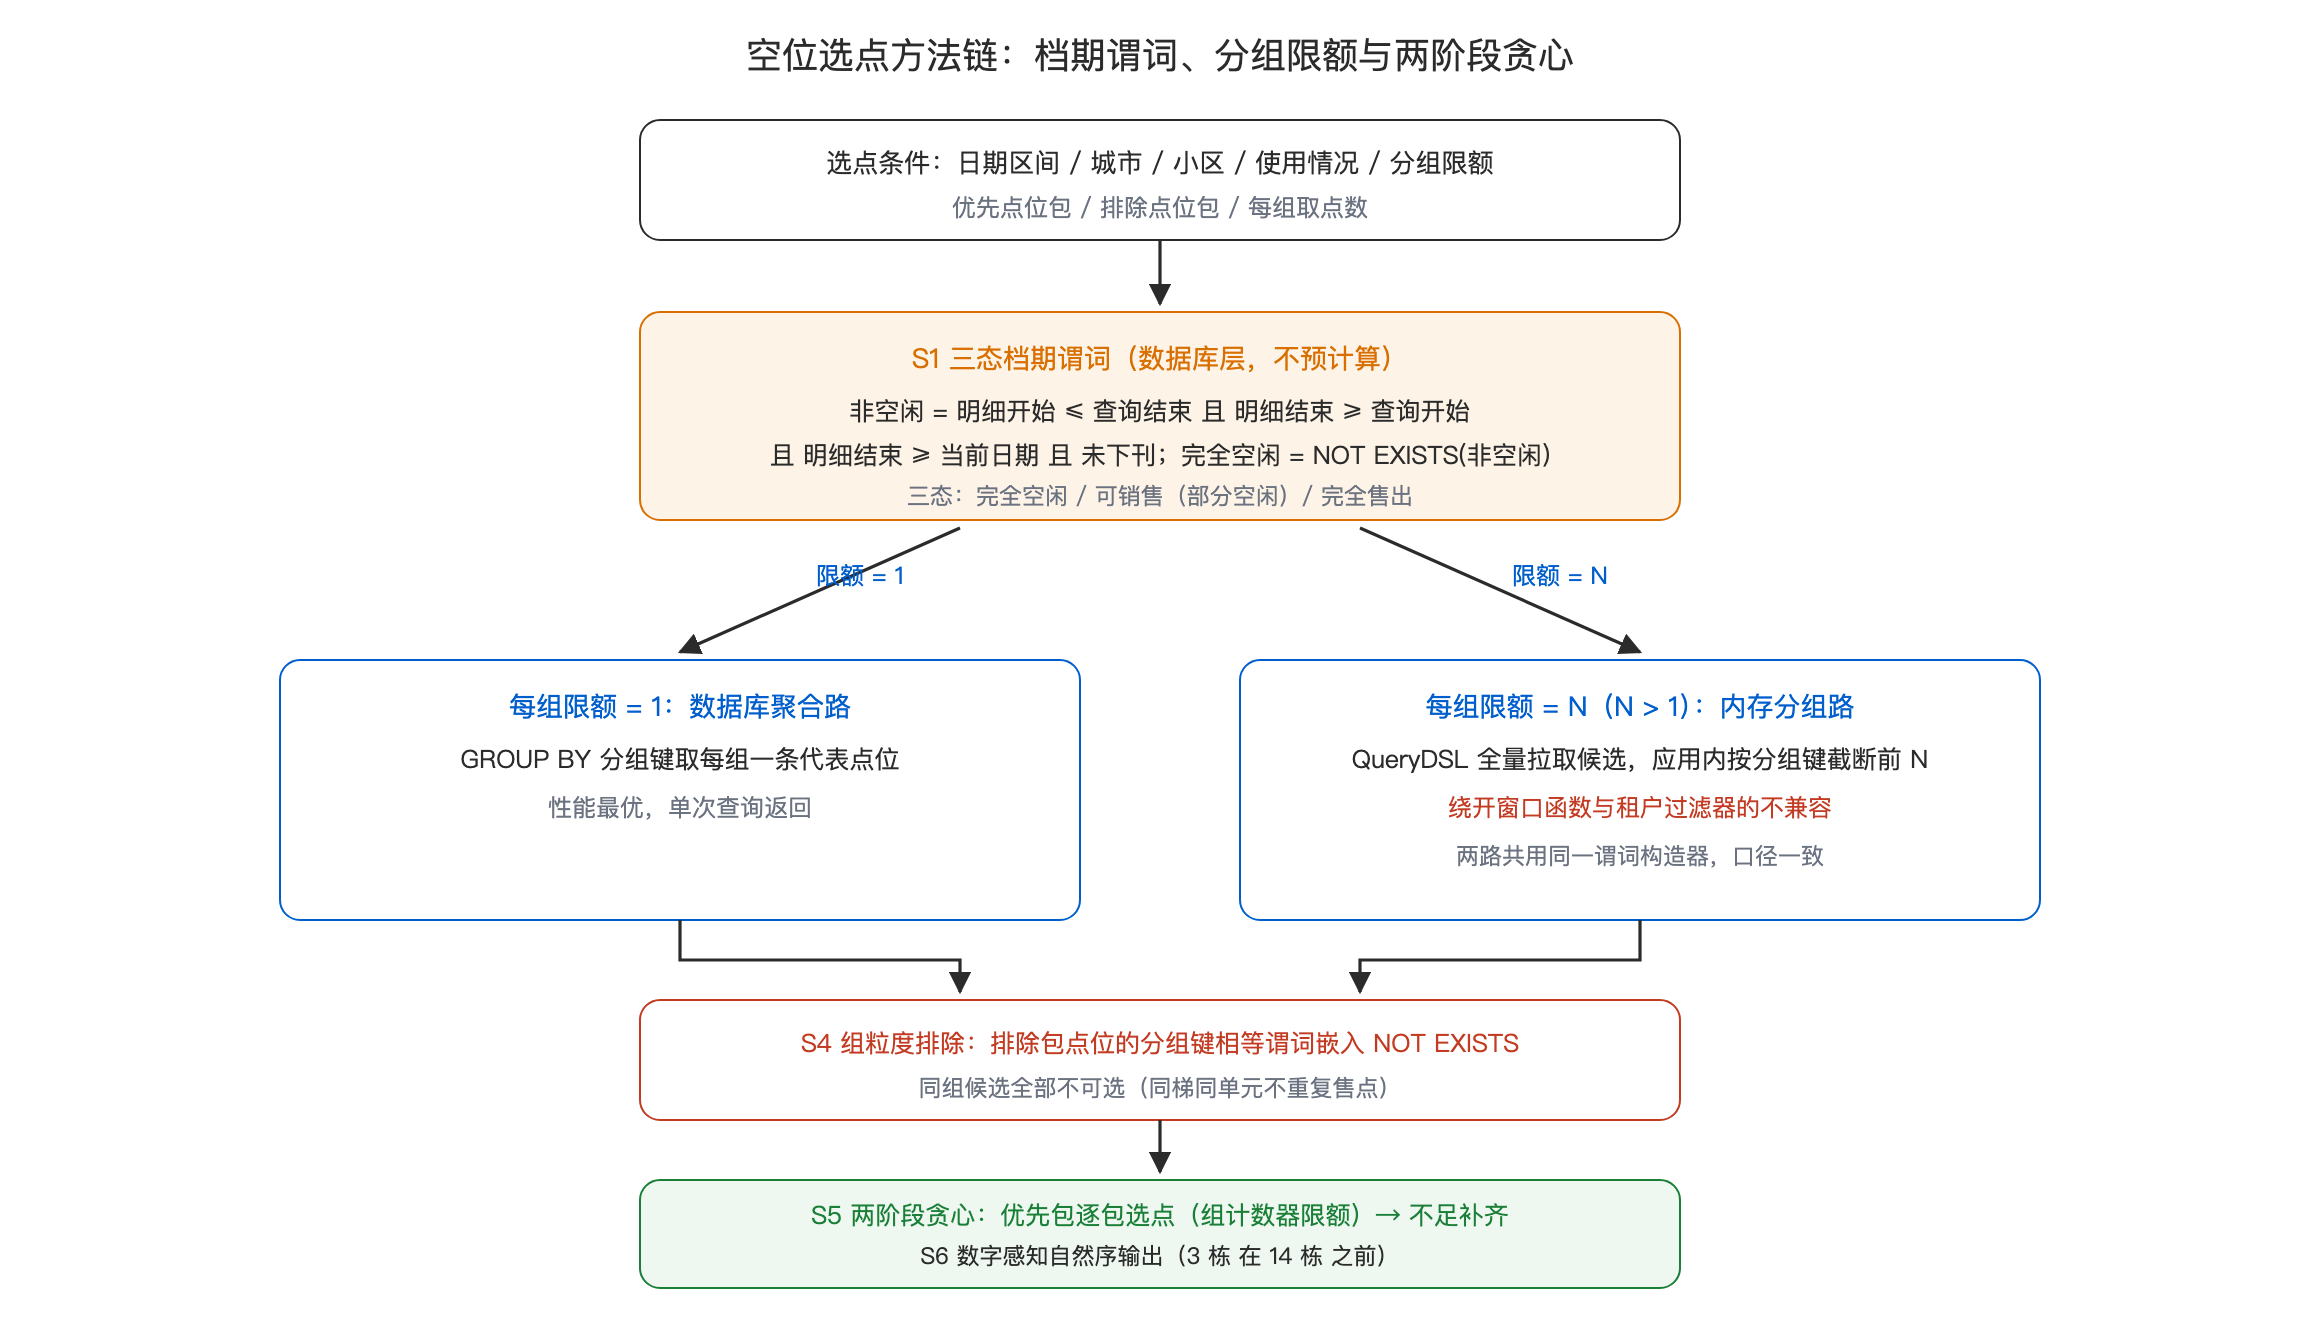 空位选点方法链：档期谓词、分组限额与两阶段贪心
选点条件：日期区间 / 城市 / 小区 / 使用情况 / 分组限额
优先点位包 / 排除点位包 / 每组取点数
S1 三态档期谓词（数据库层，不预计算）
非空闲 = 明细开始 ≤ 查询结束 且 明细结束 ≥ 查询开始
且 明细结束 ≥ 当前日期 且 未下刊；完全空闲 = NOT EXISTS(非空闲)
三态：完全空闲 / 可销售（部分空闲）/ 完全售出
限额 = 1
限额 = N
每组限额 = 1：数据库聚合路
GROUP BY 分组键取每组一条代表点位
性能最优，单次查询返回
每组限额 = N（N > 1）：内存分组路
QueryDSL 全量拉取候选，应用内按分组键截断前 N
绕开窗口函数与租户过滤器的不兼容
两路共用同一谓词构造器，口径一致
S4 组粒度排除：排除包点位的分组键相等谓词嵌入 NOT EXISTS
同组候选全部不可选（同梯同单元不重复售点）
S5 两阶段贪心：优先包逐包选点（组计数器限额）→ 不足补齐
S6 数字感知自然序输出（3 栋 在 14 栋 之前）